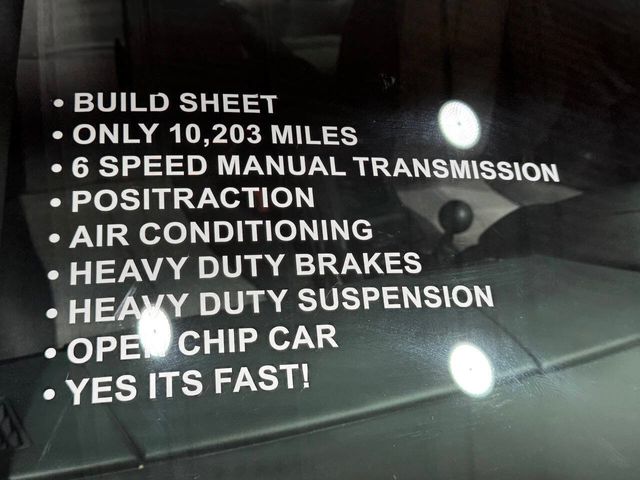 • BUILD SHEET
• ONLY 10,203 MILES
• 6 SPEED MANUAL TRANSMISSION
• POSITRACTION
• AIR CONDITIONING
• HEAVY DUTY BRAKES
• HEAVY DUTY SUSPENSION
• OPEN CHIP CAR
• YES ITS FAST!